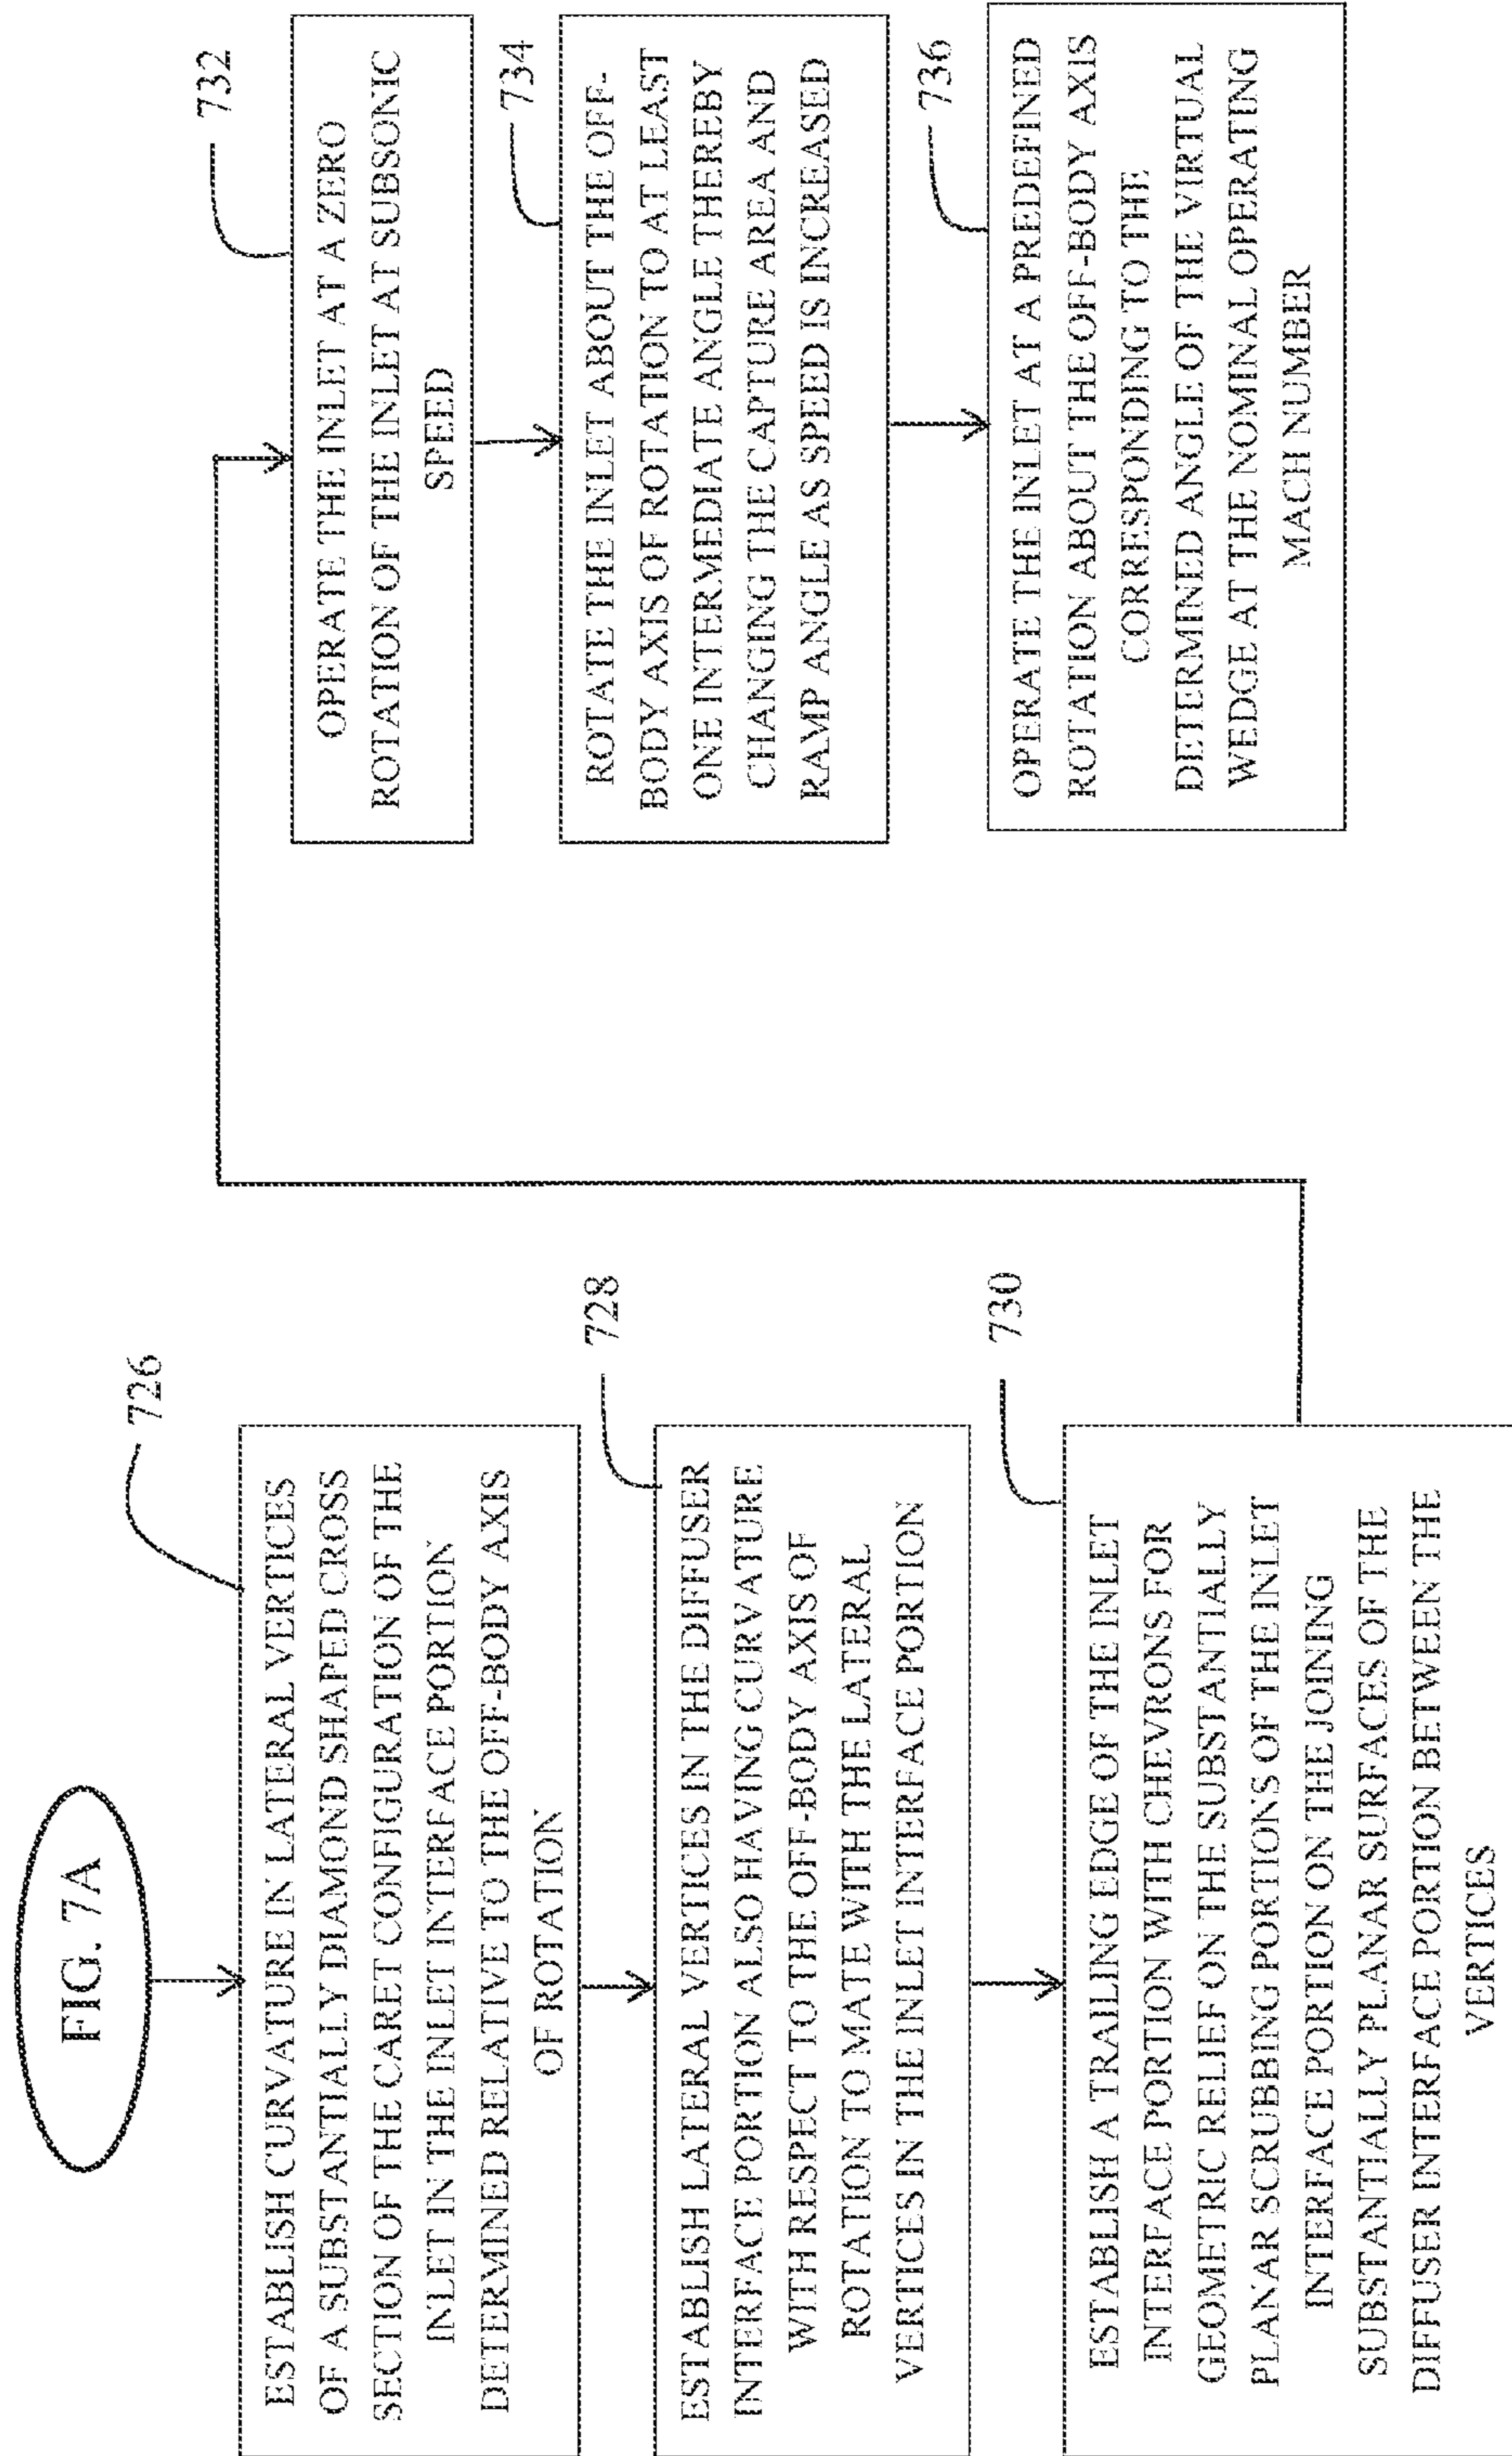 FIG. 7A
726
ESTABLISH CURVATURE IN LATERAL VERTICES
OF A SUBSTANTIALLY DIAMOND SHAPED CROSS
SECTION OF THE CARET CONFIGURATION OF THE
INLET IN THE INLET INTERFACE PORTION
DETERMINED RELATIVE TO THE OFF-BODY AXIS
OF ROTATION
728
ESTABLISH LATERAL VERTICES IN THE DIFFUSER
INTERFACE PORTION ALSO HAVING CURVATURE
WITH RESPECT TO THE OFF-BODY AXIS OF
ROTATION TO MATE WITH THE LATERAL
VERTICES IN THE INLET INTERFACE PORTION
730
ESTABLISH A TRAILING EDGE OF THE INLET
INTERFACE PORTION WITH CHEVRONS FOR
GEOMETRIC RELIEF ON THE SUBSTANTIALLY
PLANAR SCRUBBING PORTIONS OF THE INLET
INTERFACE PORTION ON THE JOINING
SUBSTANTIALLY PLANAR SURFACES OF THE
DIFFUSER INTERFACE PORTION BETWEEN THE
VERTICES
732
OPERATE THE INLET AT A ZERO
ROTATION OF THE INLET AT SUBSONIC
SPEED
734
ROTATE THE INLET ABOUT THE OFF-
BODY AXIS OF ROTATION TO AT LEAST
ONE INTERMEDIATE ANGLE THEREBY
CHANGING THE CAPTURE AREA AND
RAMP ANGLE AS SPEED IS INCREASED
736
OPERATE THE INLET AT A PREDEFINED
ROTATION ABOUT THE OFF-BODY AXIS
CORRESPONDING TO THE
DETERMINED ANGLE OF THE VIRTUAL
WEDGE AT THE NOMINAL OPERATING
MACH NUMBER